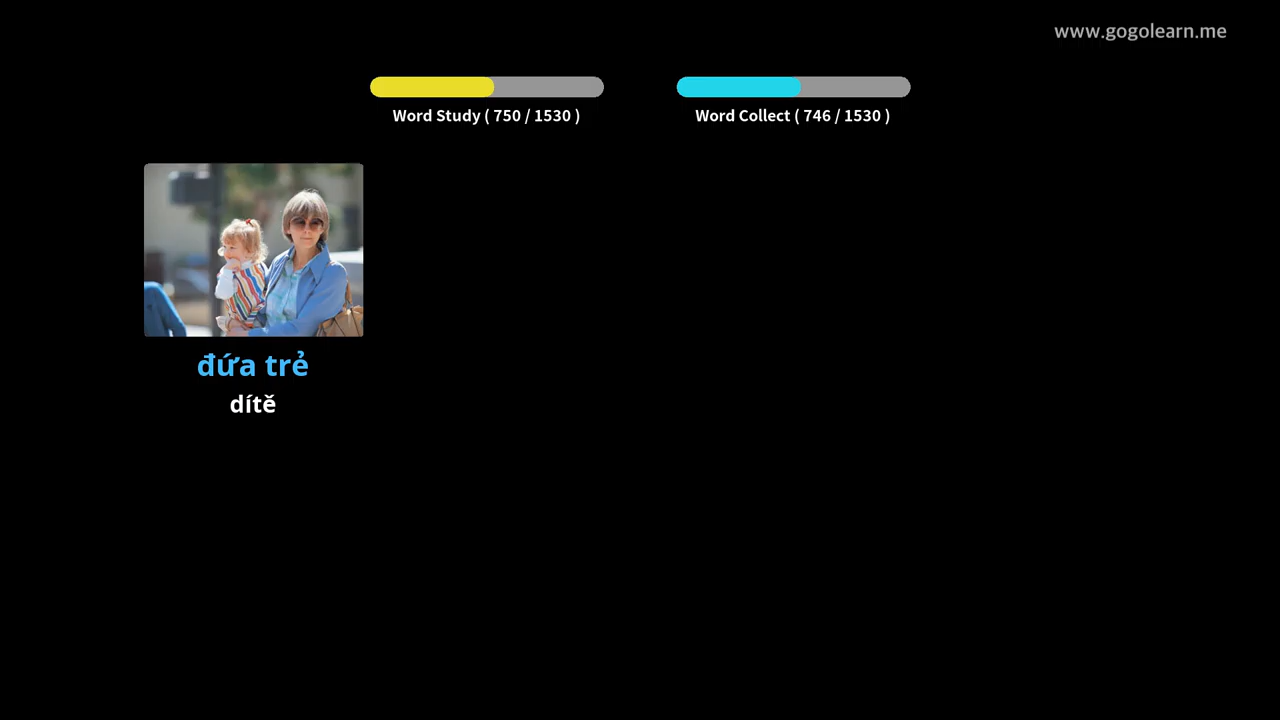 www.gogolearn.me
Word Study ( 750 / 1530 )
Word Collect ( 746 / 1530 )
đứa trẻ
dítě